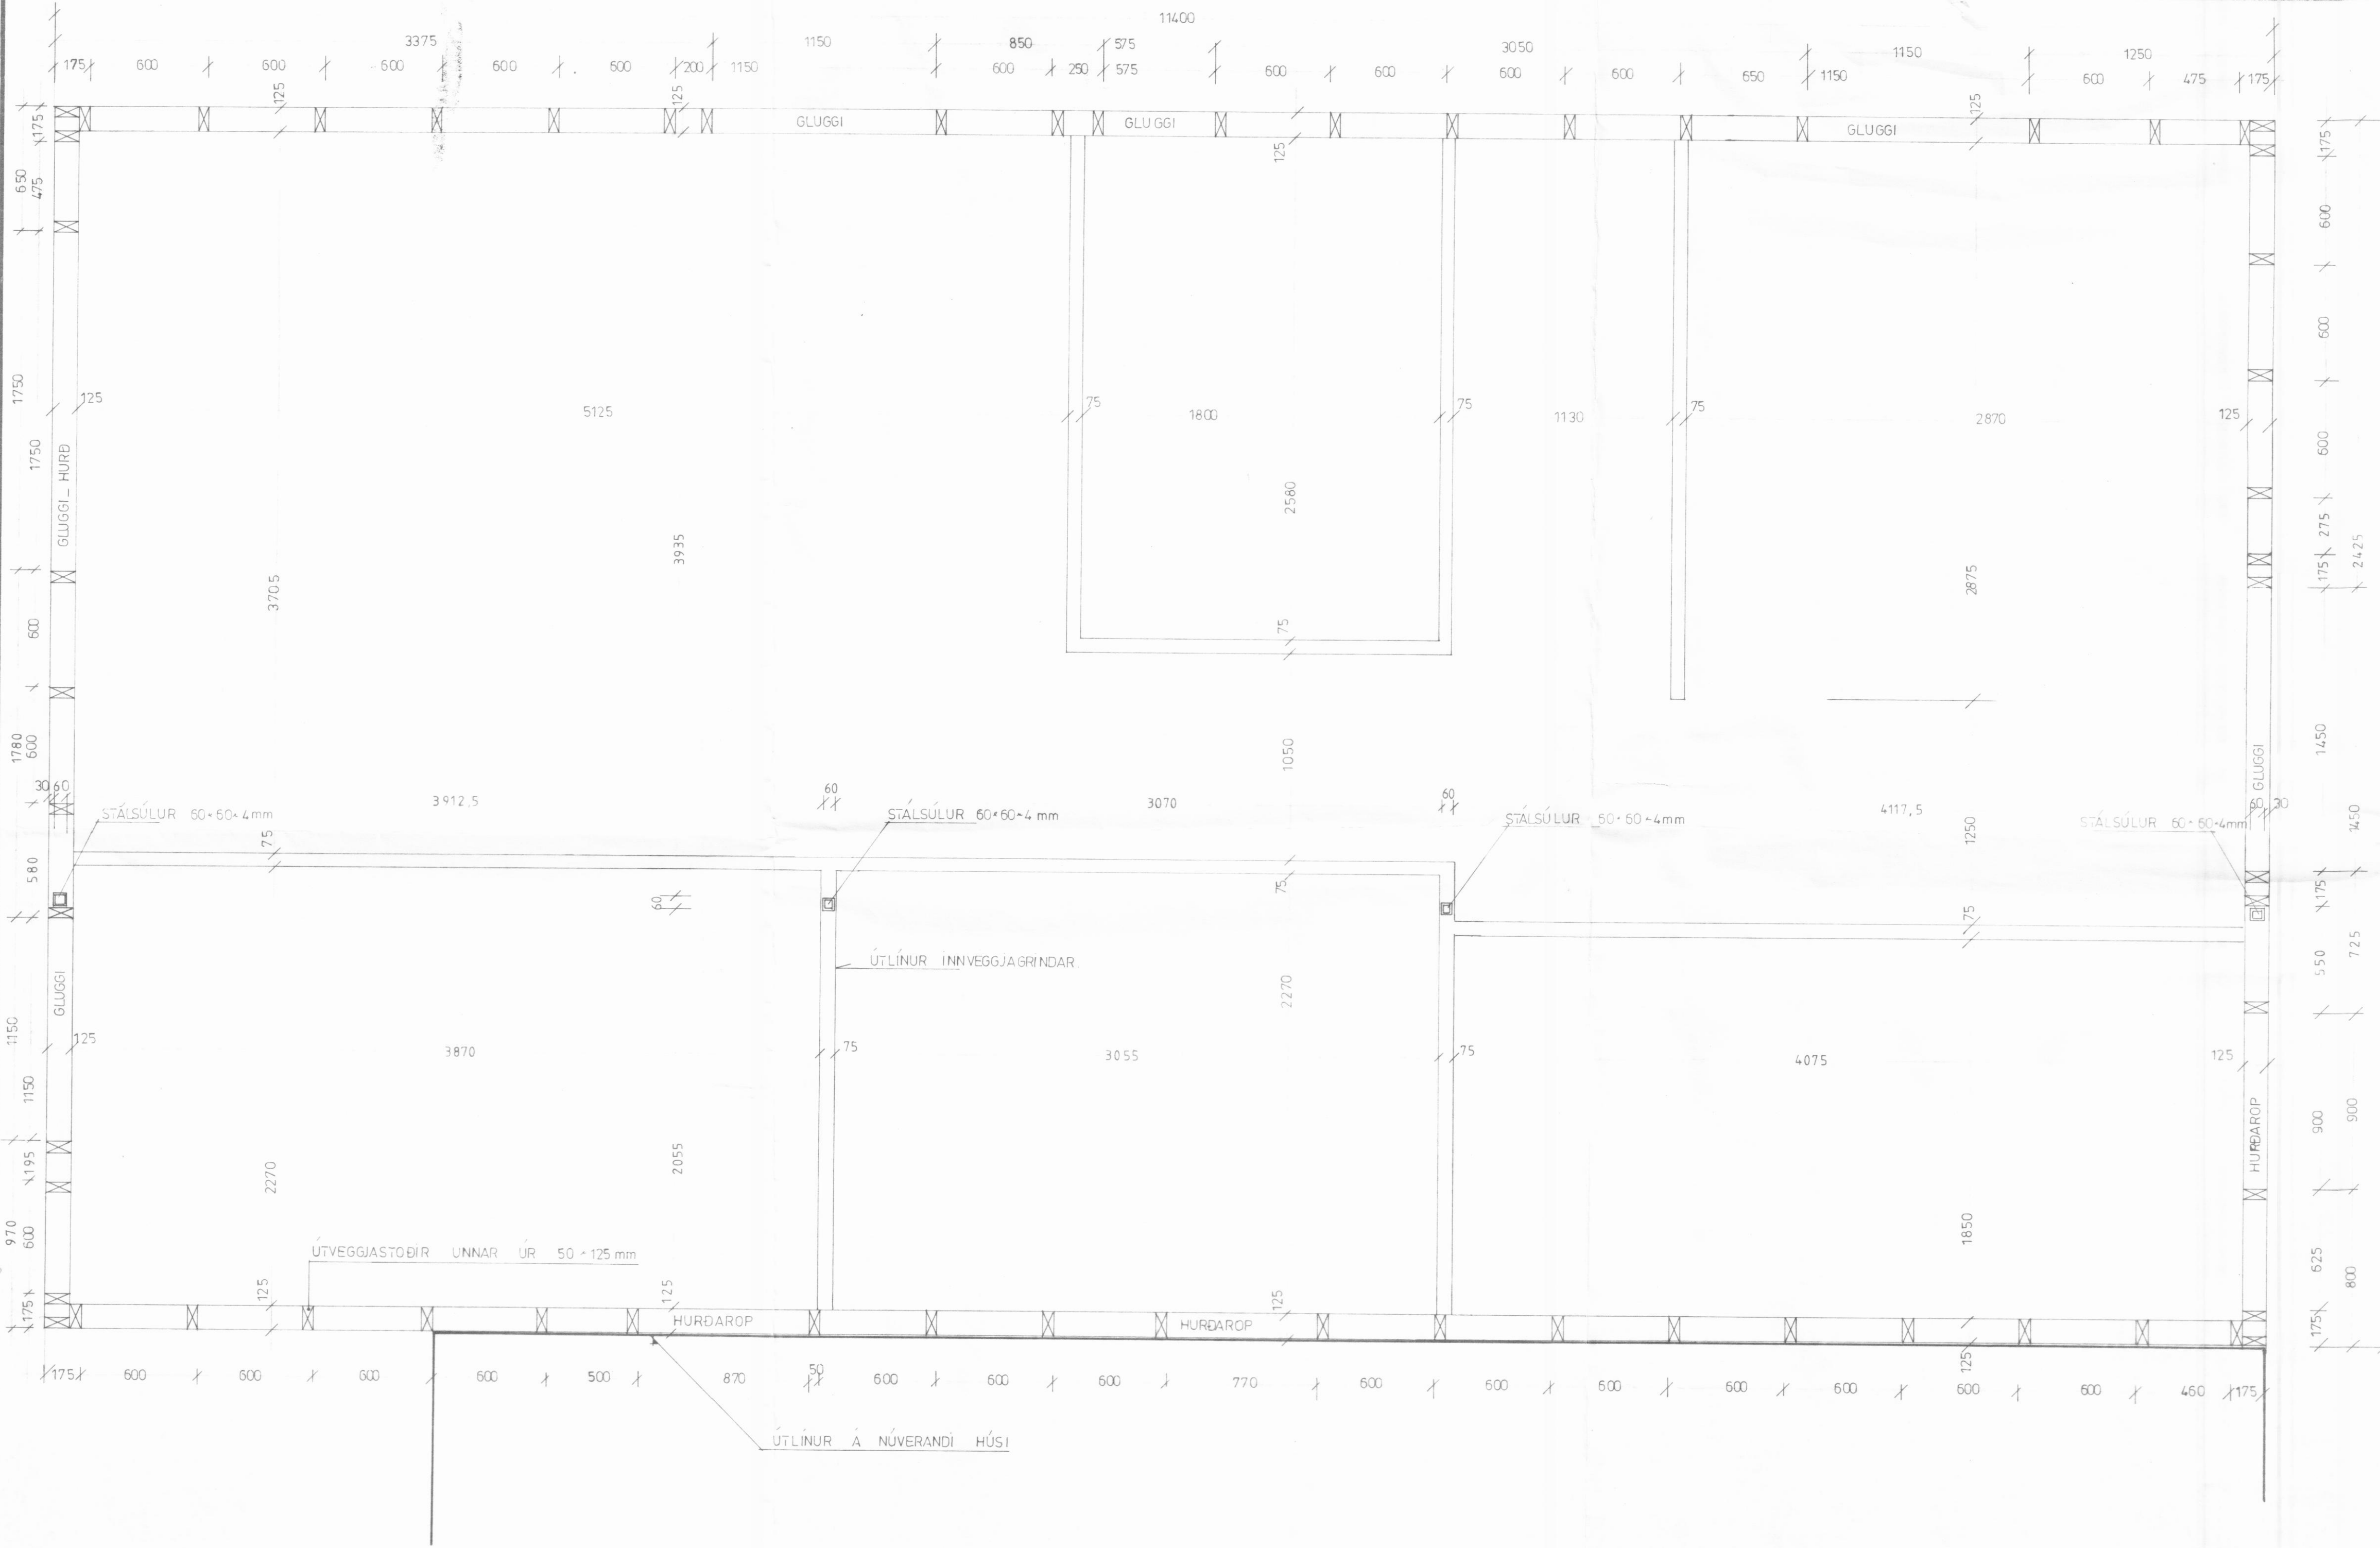 11400
3375 1150 850 575 3050 1150 1250
175 600 600 600 600 600 200 1150 600 250 575 600 600 600 600 650 1150 600 475 175
125 125 125 125
GLUGGI GLUGGI GLUGGI
175
650
475
1750
1750
GLUGGI_HURÐ
600
1780
600
580
GLUGGI
1150
1150
195
970
600
175
125 5125 75 1800 75 1130 75 2870 125
3705
3935
2580
75
2875
1050
30 60 3912,5 60 3070 60 4117,5 60 30
STÁLSÚLUR 60×60×4mm STÁLSÚLUR 60×60×4 mm STÁLSÚLUR 60×60×4mm STÁLSÚLUR 60×60×4mm
75
60
75
1250
75
ÚTLÍNUR INNVEGGJAGRINDAR.
2270
125 3870 75 3055 75 4075 125
2270
2055
1850
ÚTVEGGJASTOÐIR UNNAR ÚR 50×125 mm
125 125 125 125
HURÐAROP HURÐAROP
175 600 600 600 600 500 870 50 600 600 600 770 600 600 600 600 600 600 600 460 175
ÚTLÍNUR Á NÚVERANDI HÚSI
175
600
600
600
275
175
2425
GLUGGI
1450
1450
175
550
725
HURÐAROP
900
900
625
800
175